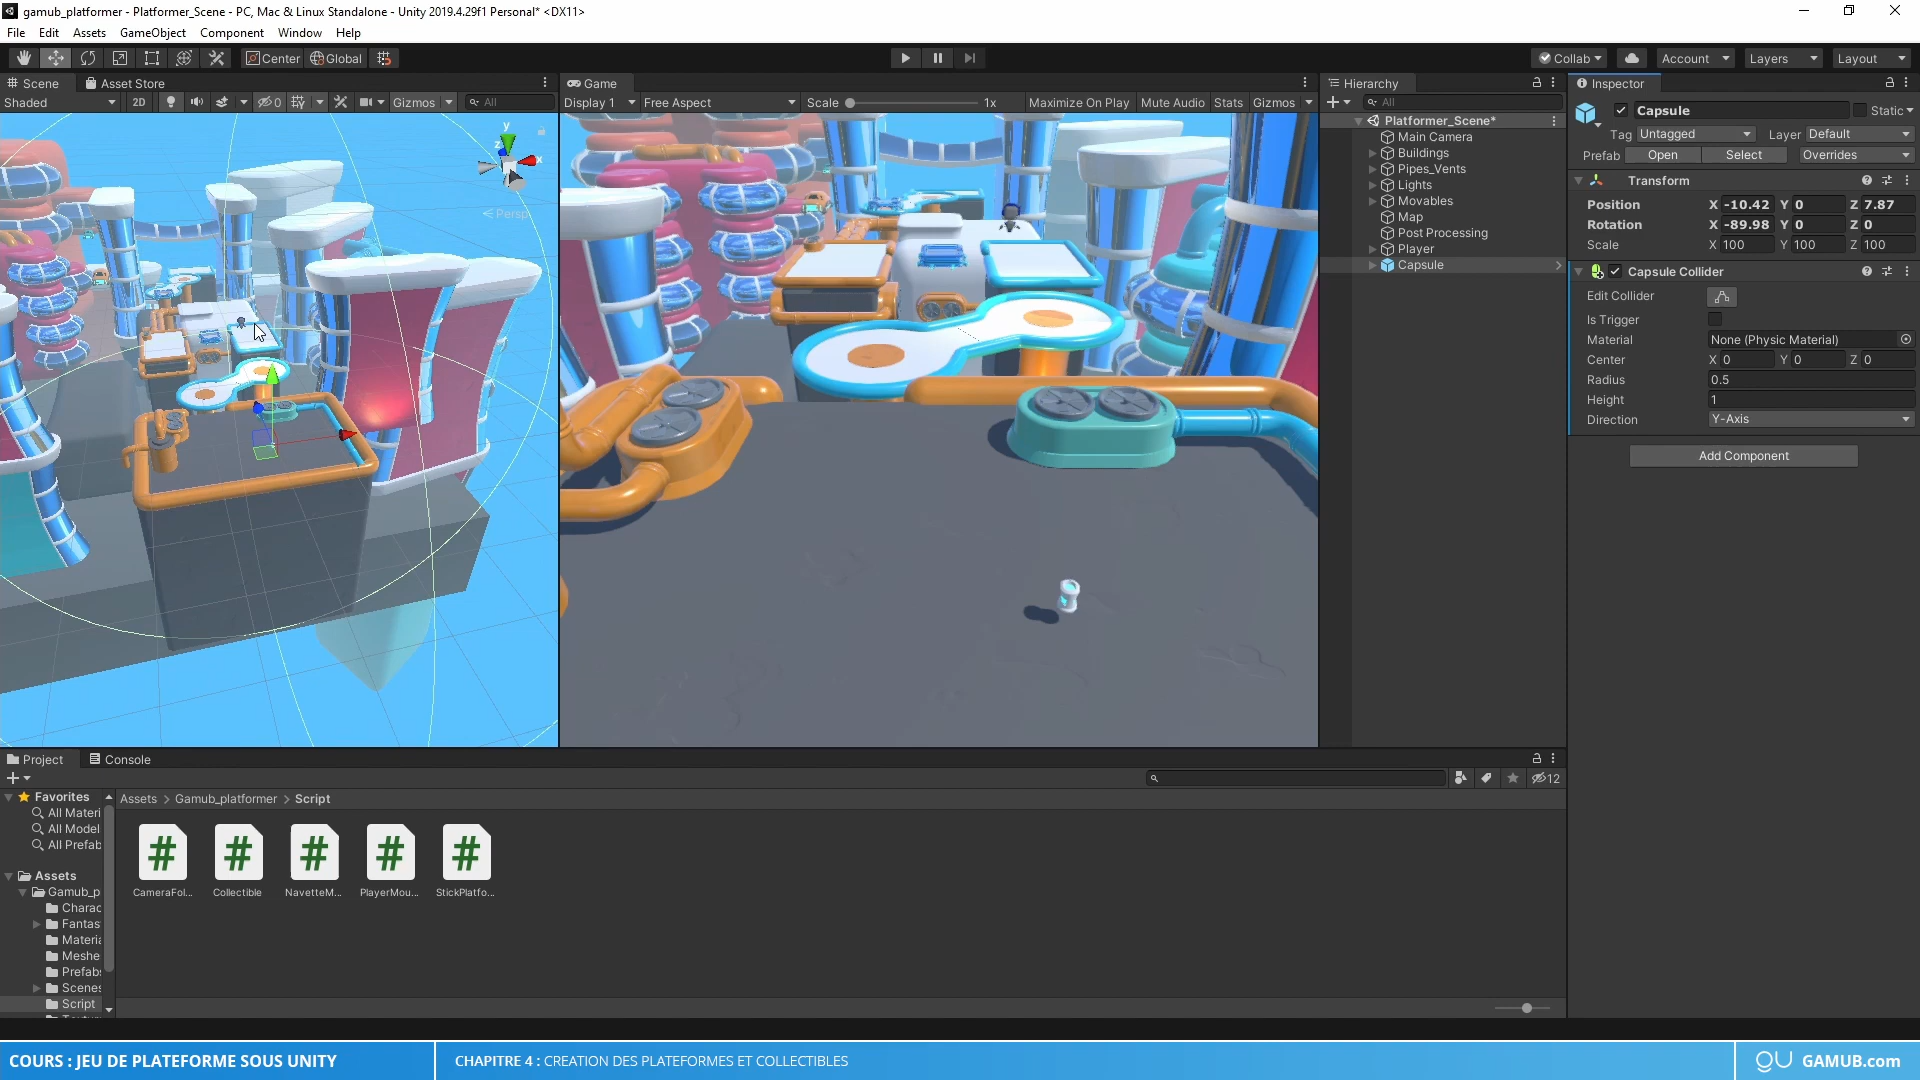 gamub_platformer - Platformer_Scene - PC, Mac & Linux Standalone - Unity 2019.4.29f1 Personal* <DX11>
File Edit Assets GameObject Component Window Help
Center Global
Collab Account Layers Layout
Scene Asset Store
Shaded 2D 0 Gizmos All
Game
Display 1 Free Aspect Scale 1x Maximize On Play Mute Audio Stats Gizmos
y
x
z
Persp
Hierarchy
All
Platformer_Scene*
Main Camera
Buildings
Pipes_Vents
Lights
Movables
Map
Post Processing
Player
Capsule
Inspector
Capsule Static
Tag Untagged Layer Default
Prefab Open Select Overrides
Transform
Position X -10.42 Y 0 Z 7.87
Rotation X -89.98 Y 0 Z 0
Scale X 100 Y 100 Z 100
Capsule Collider
Edit Collider
Is Trigger
Material None (Physic Material)
Center X 0 Y 0 Z 0
Radius 0.5
Height 1
Direction Y-Axis
Add Component
Project Console
12
Favorites
All Materi
All Model
All Prefab
Assets
Gamub_p
Charac
Fantas
Materia
Meshe
Prefabs
Scenes
Script
Assets > Gamub_platformer > Script
# # # # #
CameraFol... Collectible NavetteM... PlayerMou... StickPlatfo...
COURS : JEU DE PLATEFORME SOUS UNITY
CHAPITRE 4 : CREATION DES PLATEFORMES ET COLLECTIBLES
GAMUB.com